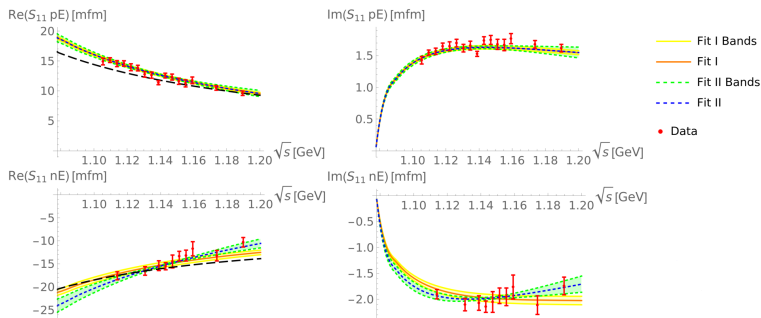 Re(S₁₁ pE) [mfm]
20
15
10
5
1.10 1.12 1.14 1.16 1.18 1.20
√s [GeV]
Im(S₁₁ pE) [mfm]
1.5
1.0
0.5
1.10 1.12 1.14 1.16 1.18 1.20
√s [GeV]
Fit I Bands
Fit I
Fit II Bands
Fit II
Data
Re(S₁₁ nE) [mfm]
√s [GeV]
1.10 1.12 1.14 1.16 1.18 1.20
-5
-10
-15
-20
-25
Im(S₁₁ nE) [mfm]
√s [GeV]
1.10 1.12 1.14 1.16 1.18 1.20
-0.5
-1.0
-1.5
-2.0